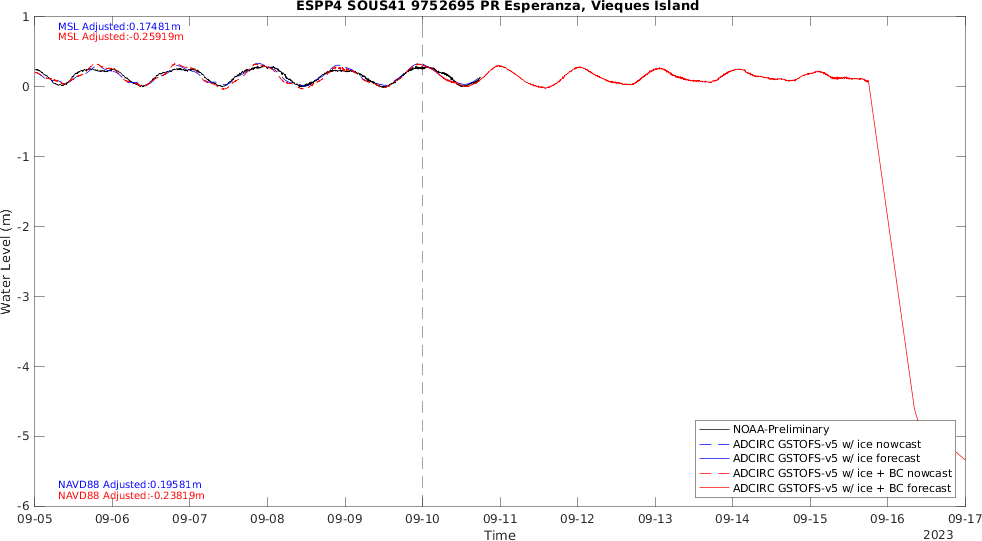 ESPP4 SOUS41 9752695 PR Esperanza, Vieques Island
MSL Adjusted:0.17481m
MSL Adjusted:-0.25919m
1
0
-1
-2
-3
-4
-5
-6
Water Level (m)
NAVD88 Adjusted:0.19581m
NAVD88 Adjusted:-0.23819m
NOAA-Preliminary
ADCIRC GSTOFS-v5 w/ ice nowcast
ADCIRC GSTOFS-v5 w/ ice forecast
ADCIRC GSTOFS-v5 w/ ice + BC nowcast
ADCIRC GSTOFS-v5 w/ ice + BC forecast
09-05 09-06 09-07 09-08 09-09 09-10 09-11 09-12 09-13 09-14 09-15 09-16 09-17
Time
2023